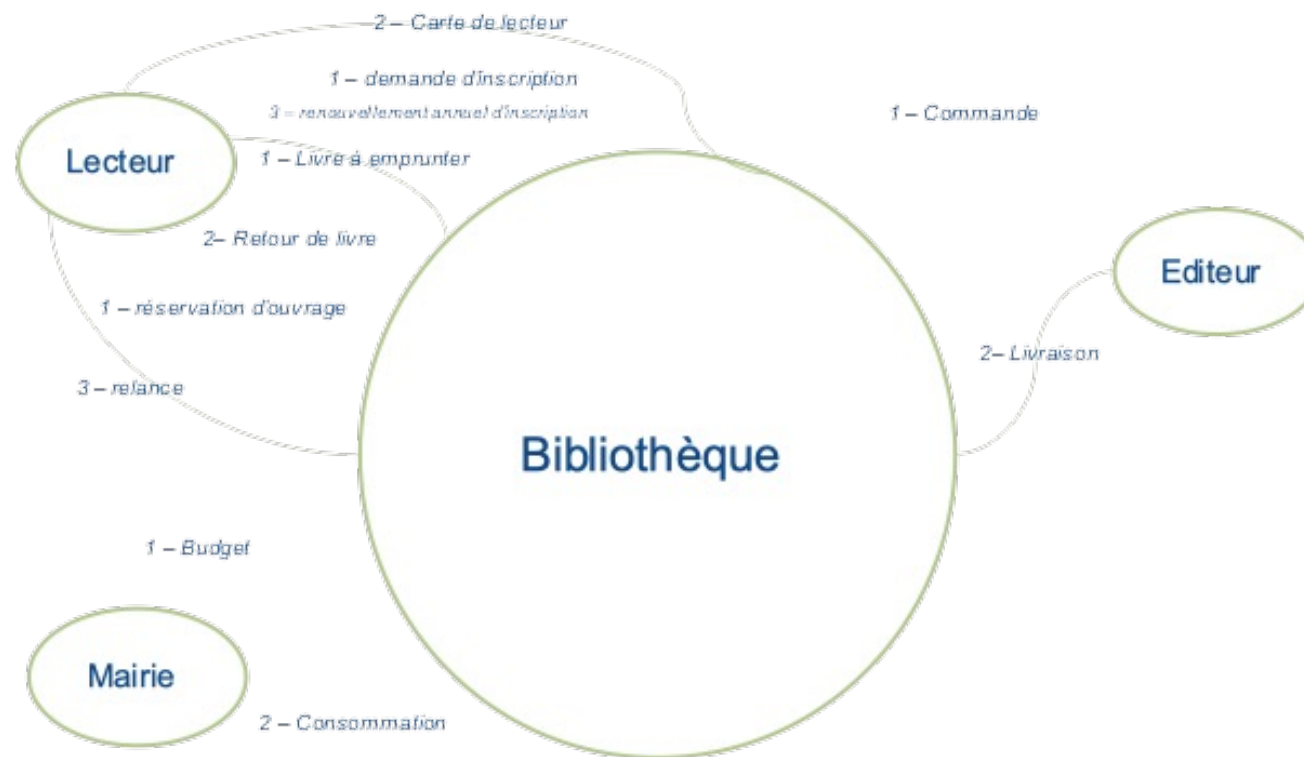 2 – Carte de lecteur
1 – demande d'inscription
3 – renouvellement annuel d'inscription
1 – Commande
Lecteur
1 – Livre à emprunter
2– Retour de livre
Editeur
1 – réservation d'ouvrage
2– Livraison
3 – relance
Bibliothèque
1 – Budget
Mairie
2 – Consommation